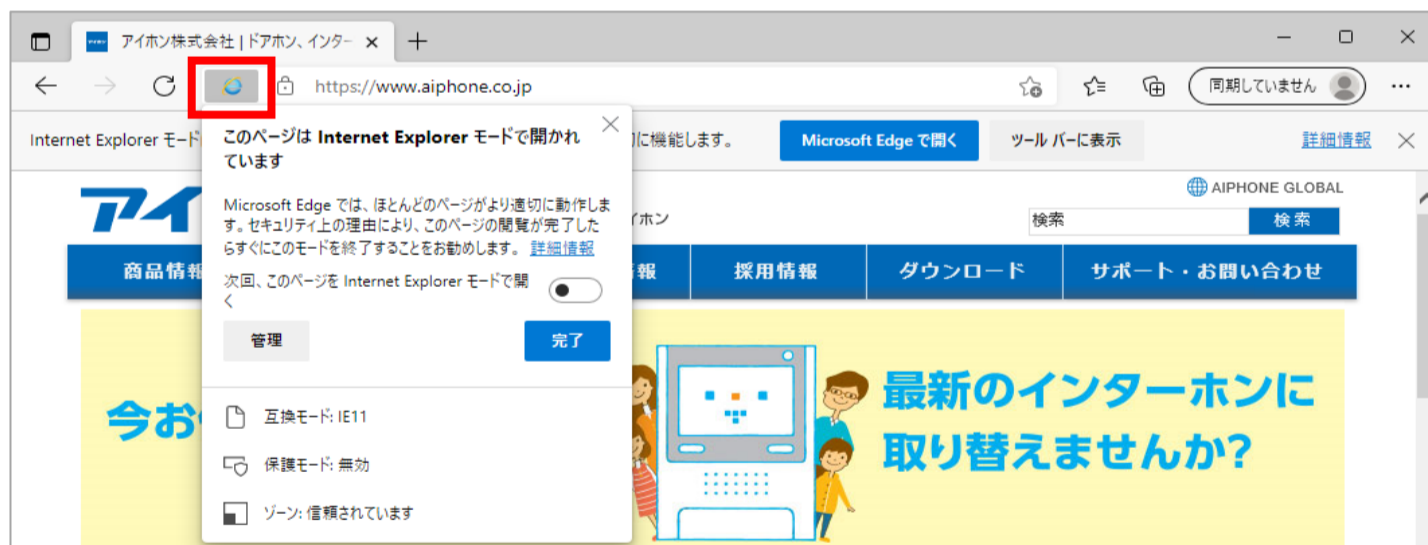 アイホン株式会社 | ドアホン、インター
https://www.aiphone.co.jp
同期していません
Internet Explorer モード
に機能します。
Microsoft Edge で開く
ツール バーに表示
詳細情報
このページは Internet Explorer モードで開かれ
ています
Microsoft Edge では、ほとんどのページがより適切に動作しま
す。セキュリティ上の理由により、このページの閲覧が完了した
らすぐにこのモードを終了することをお勧めします。 詳細情報
次回、このページを Internet Explorer モードで開
く
管理
完了
互換モード: IE11
保護モード: 無効
ゾーン: 信頼されています
AIPHONE GLOBAL
アイ
イホン
検索
検索
商品情報
報
採用情報
ダウンロード
サポート・お問い合わせ
今お
最新のインターホンに
取り替えませんか?